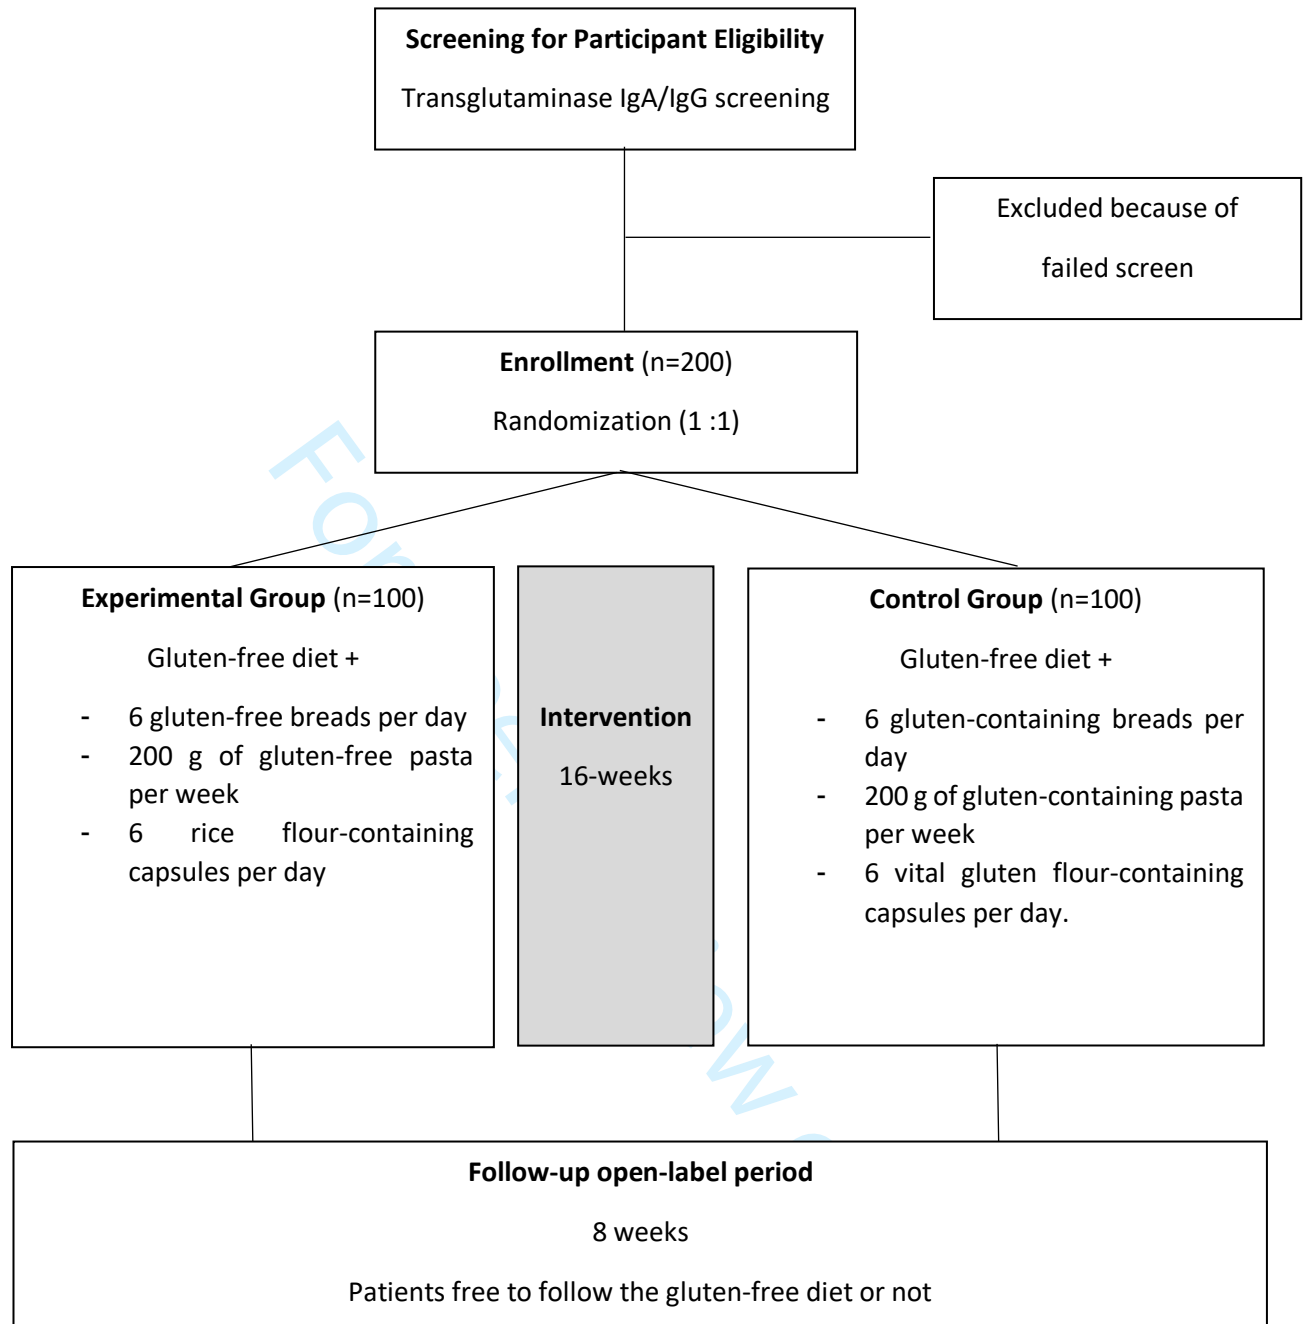 Screening for Participant Eligibility
Transglutaminase IgA/IgG screening
Excluded because of
failed screen
Enrollment (n=200)
Randomization (1 :1)
Experimental Group (n=100)
Gluten-free diet +
- 6 gluten-free breads per day
- 200 g of gluten-free pasta
per week
- 6 rice flour-containing
capsules per day
Intervention
16-weeks
Control Group (n=100)
Gluten-free diet +
- 6 gluten-containing breads per
day
- 200 g of gluten-containing pasta
per week
- 6 vital gluten flour-containing
capsules per day.
Follow-up open-label period
8 weeks
Patients free to follow the gluten-free diet or not
For